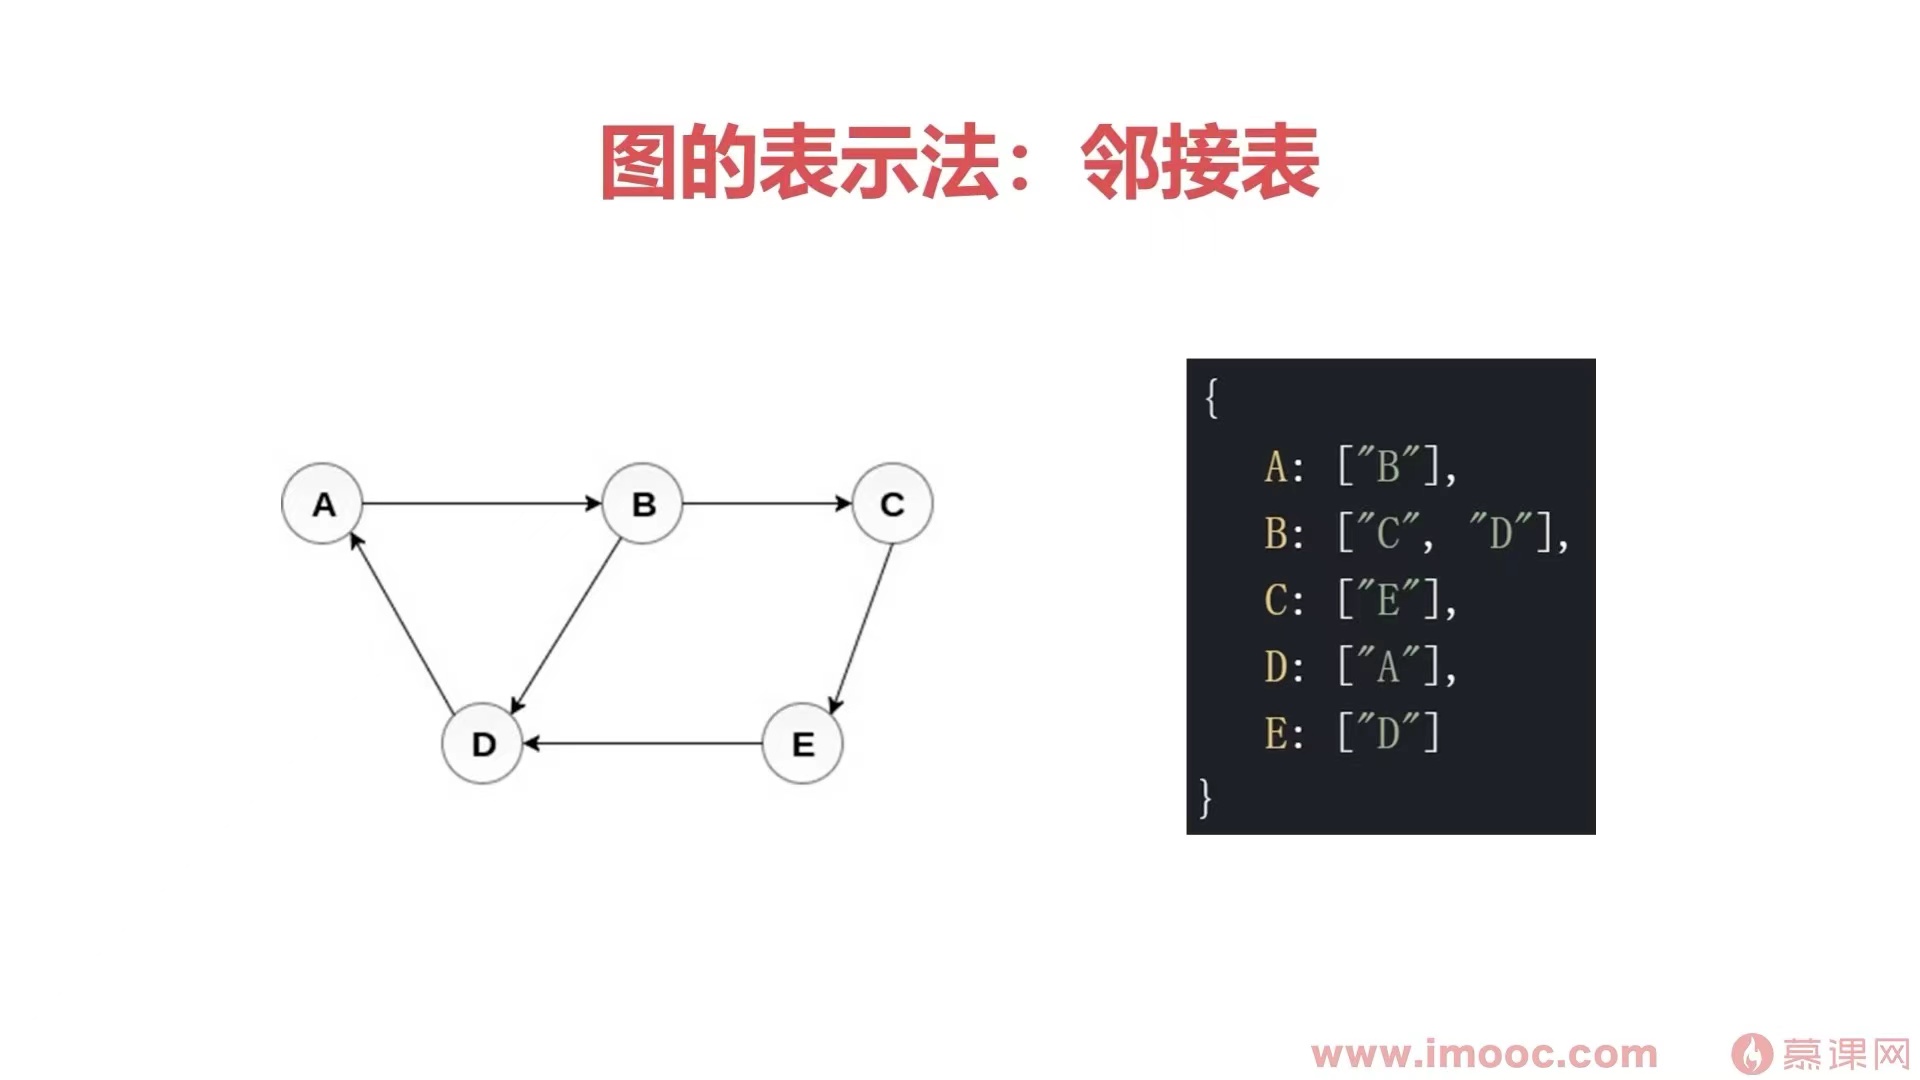 图的表示法：邻接表
A
B
C
D
E
{
A: ["B"],
B: ["C", "D"],
C: ["E"],
D: ["A"],
E: ["D"]
}
www.imooc.com
慕课网